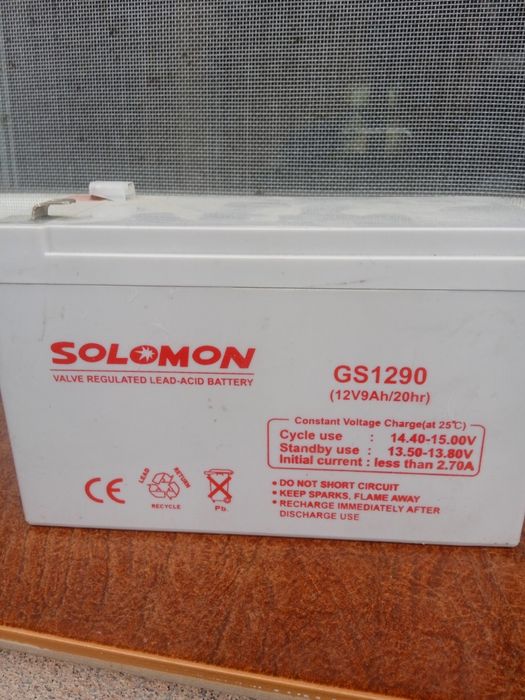 SOLOMON
VALVE REGULATED LEAD-ACID BATTERY
GS1290
(12V9Ah/20hr)
Constant Voltage Charge(at 25℃)
Cycle use : 14.40-15.00V
Standby use : 13.50-13.80V
Initial current : less than 2.70A
CE
LEAD RETURN
RECYCLE
Pb
• DO NOT SHORT CIRCUIT
• KEEP SPARKS, FLAME AWAY
• RECHARGE IMMEDIATELY AFTER
DISCHARGE USE